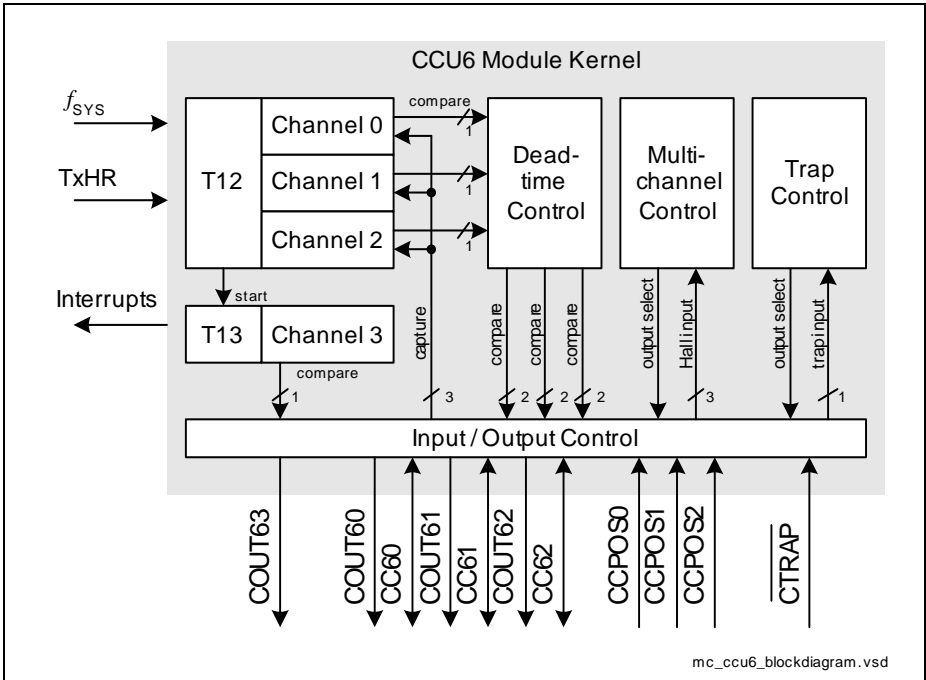 CCU6 Module Kernel
fSYS
TxHR
Interrupts
T12
Channel 0
Channel 1
Channel 2
compare
1
1
1
Dead-
time
Control
Multi-
channel
Control
Trap
Control
start
T13
Channel 3
compare
1
capture
3
compare
2
compare
2
compare
2
output select
Hall input
3
output select
trap input
1
Input / Output Control
COUT63
COUT60
CC60
COUT61
CC61
COUT62
CC62
CCPOS0
CCPOS1
CCPOS2
CTRAP
mc_ccu6_blockdiagram.vsd